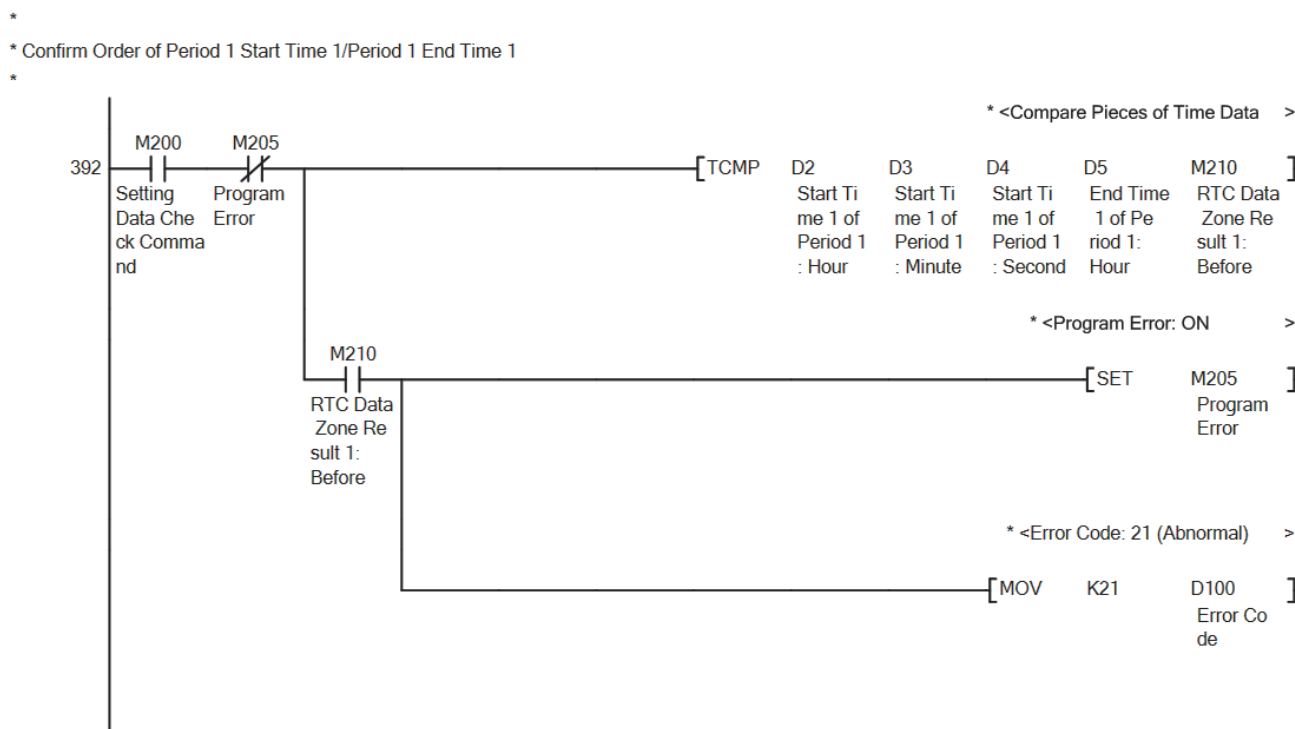 *
* Confirm Order of Period 1 Start Time 1/Period 1 End Time 1
*
* <Compare Pieces of Time Data >
M200 M205
392 [TCMP D2 D3 D4 D5 M210 ]
Setting Program Start Ti Start Ti Start Ti End Time RTC Data
Data Che Error me 1 of me 1 of me 1 of 1 of Pe Zone Re
ck Comma Period 1 Period 1 Period 1 riod 1: sult 1:
nd : Hour : Minute : Second Hour Before
* <Program Error: ON >
M210
[SET M205 ]
RTC Data Program
Zone Re Error
sult 1:
Before
* <Error Code: 21 (Abnormal) >
[MOV K21 D100 ]
Error Co
de